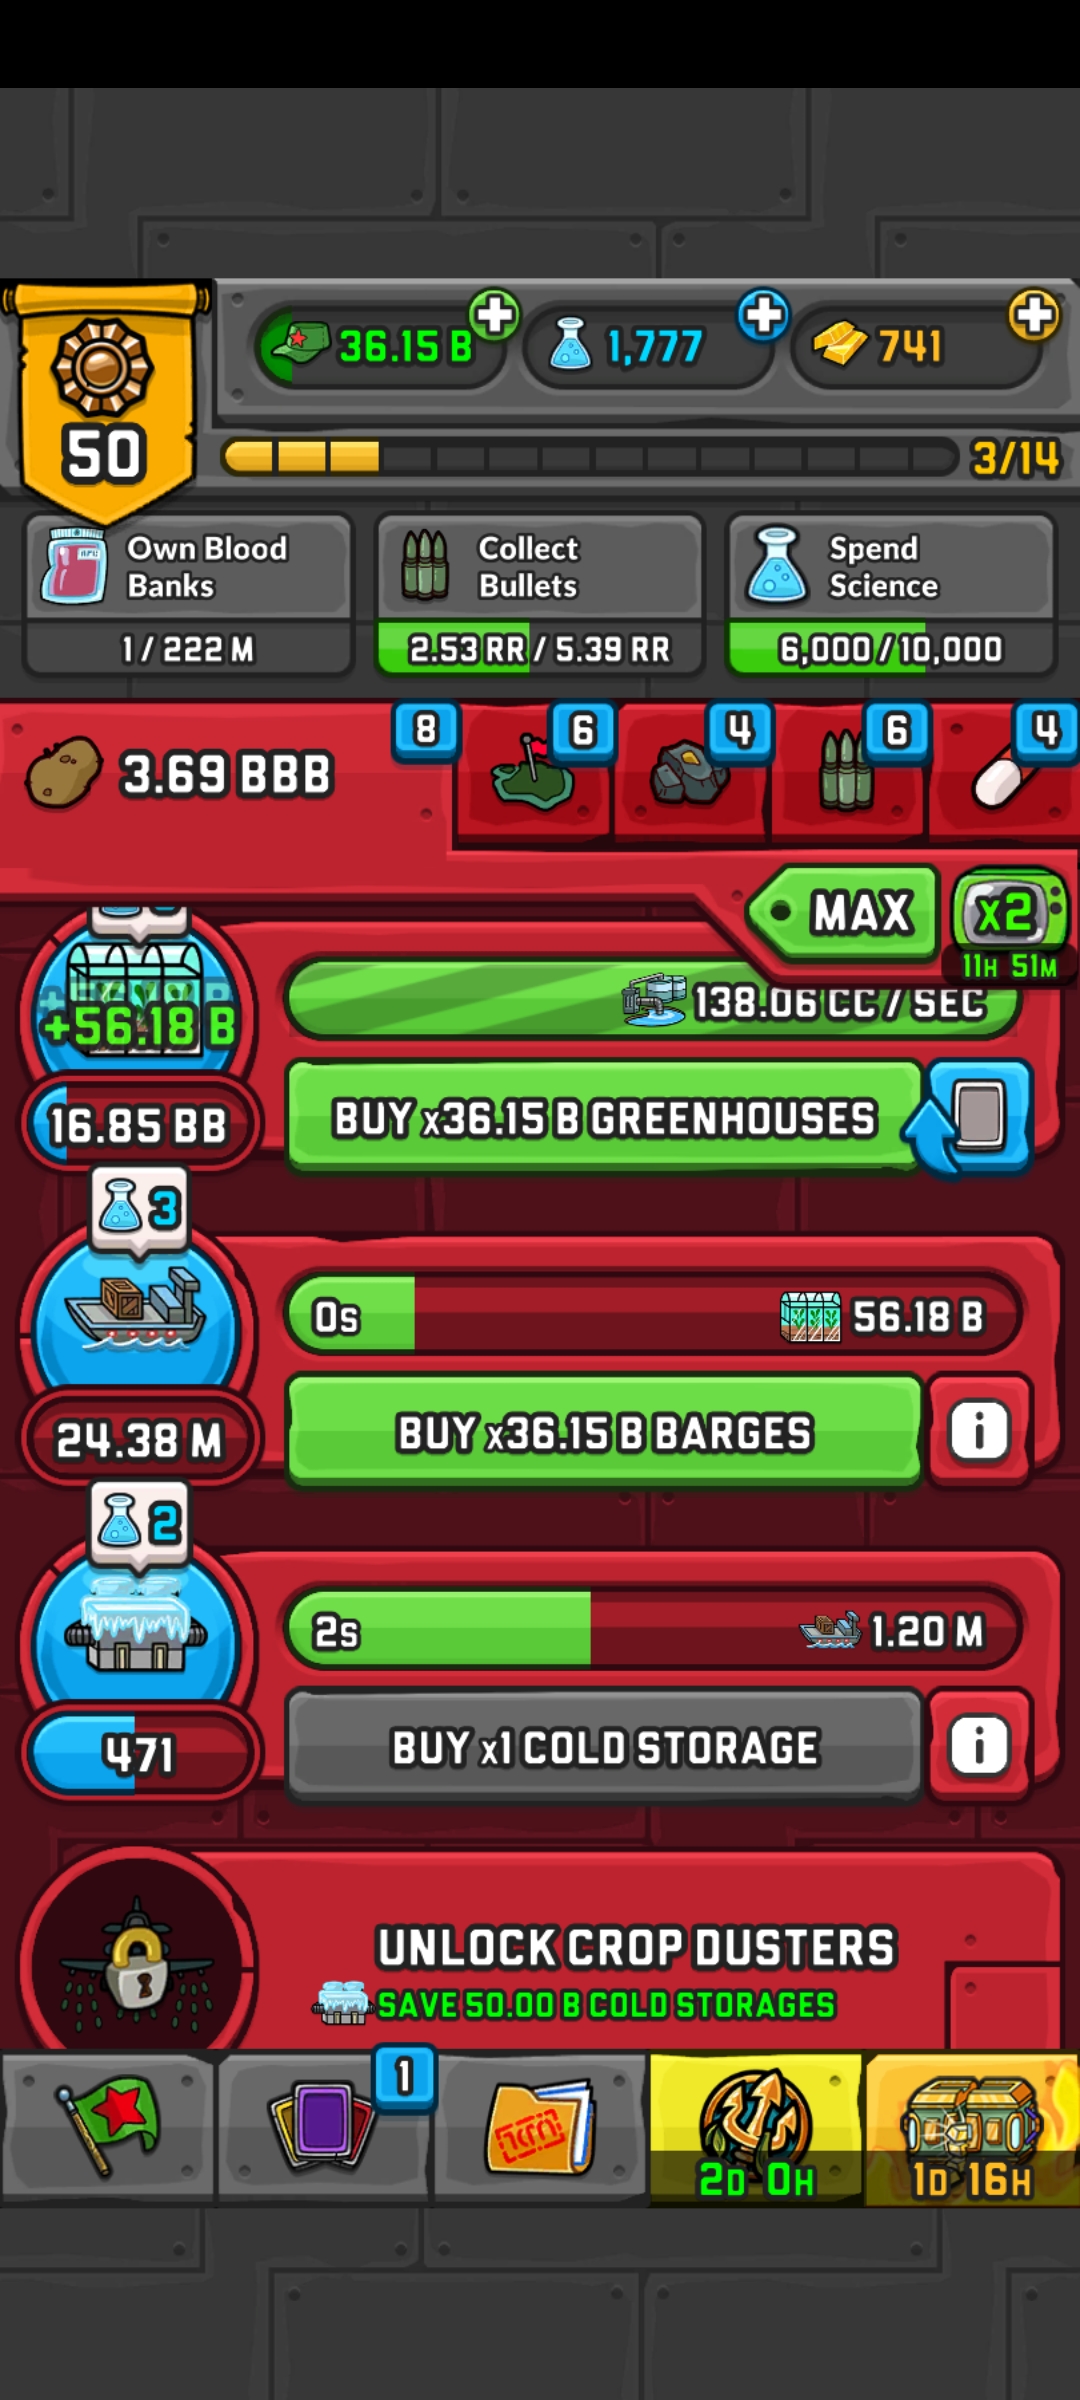 36.15 B
1,777
741
50
3/14
Own Blood
Banks
1 / 222 M
Collect
Bullets
2.53 RR / 5.39 RR
Spend
Science
6,000 / 10,000
3.69 BBB
8
6
4
6
4
MAX
x2
11H 51M
+56.18 B
138.06 CC / SEC
16.85 BB
BUY x36.15 B GREENHOUSES
3
0s
56.18 B
24.38 M
BUY x36.15 B BARGES
i
2
2s
1.20 M
471
BUY x1 COLD STORAGE
i
UNLOCK CROP DUSTERS
SAVE 50.00 B COLD STORAGES
1
2D 0H
1D 16H